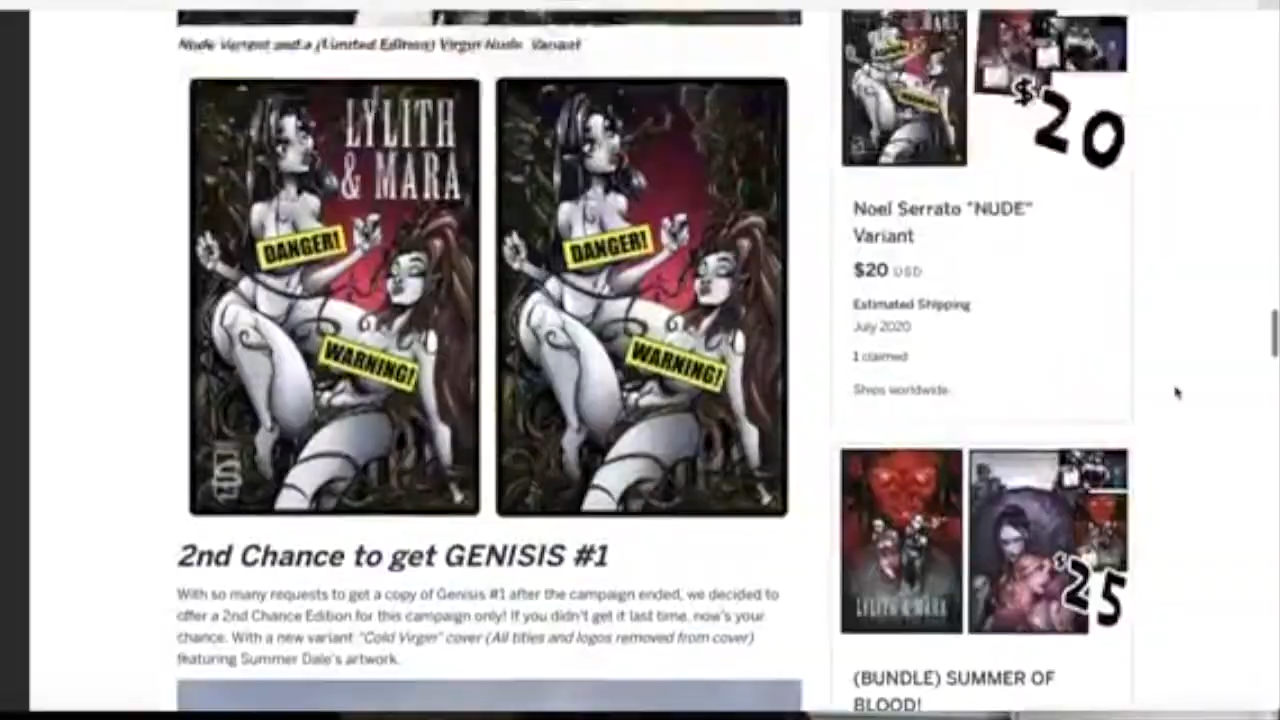 Nude Variant and a (Limited Edition) Virgin Nude Variant
LYLITH
& MARA
DANGER!
WARNING!
DANGER!
WARNING!
2nd Chance to get GENISIS #1
With so many requests to get a copy of Genisis #1 after the campaign ended, we decided to
offer a 2nd Chance Edition for this campaign only! If you didn't get it last time, now's your
chance. With a new variant "Cold Virgin" cover (All titles and logos removed from cover)
featuring Summer Dale's artwork.
$20
Noel Serrato "NUDE"
Variant
$20 USD
Estimated Shipping
July 2020
1 claimed
Ships worldwide
LYLITH & MARA
$25
(BUNDLE) SUMMER OF
BLOOD!